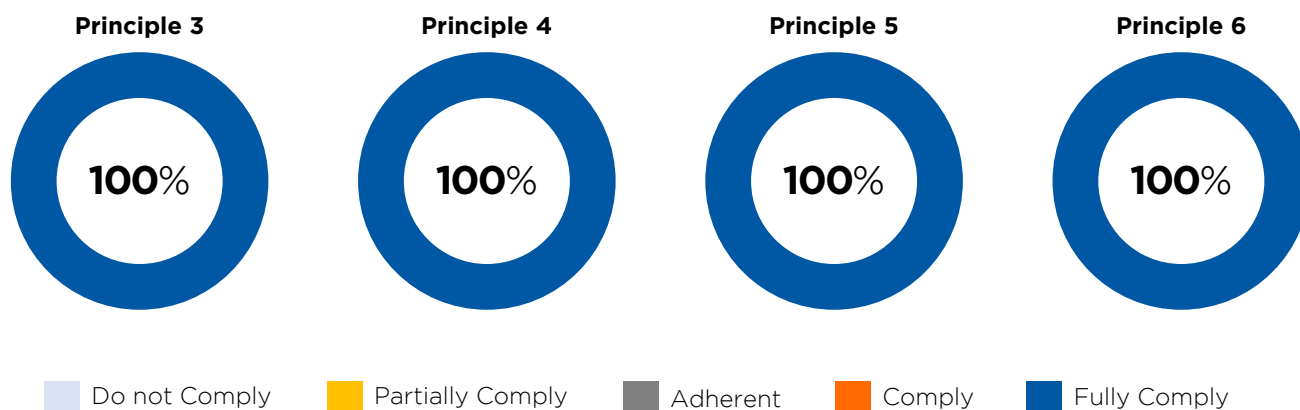 Principle 3
Principle 4
Principle 5
Principle 6
100%
100%
100%
100%
Do not Comply
Partially Comply
Adherent
Comply
Fully Comply